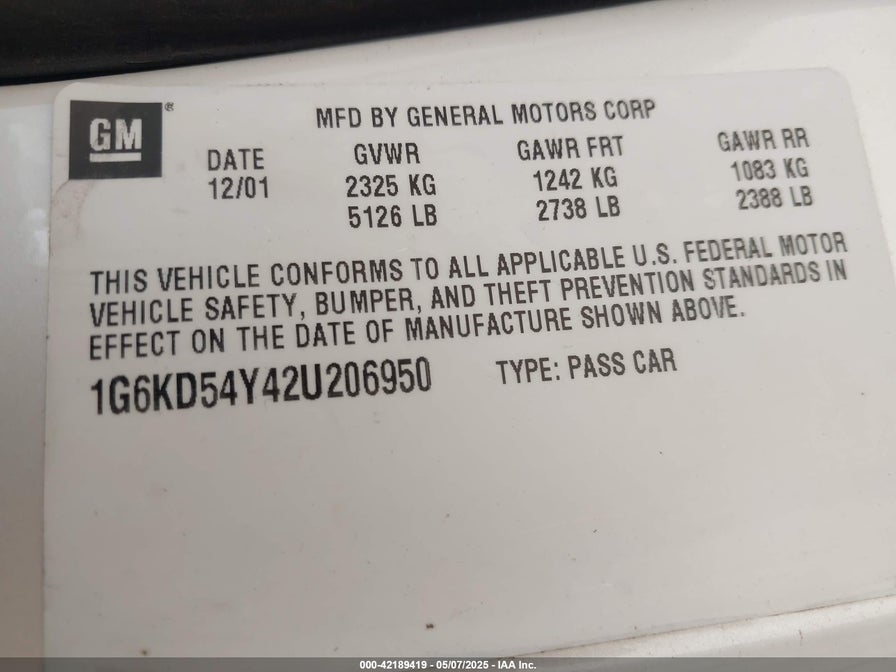 GM®
MFD BY GENERAL MOTORS CORP
DATE GVWR GAWR FRT GAWR RR
12/01 2325 KG 1242 KG 1083 KG
5126 LB 2738 LB 2388 LB
THIS VEHICLE CONFORMS TO ALL APPLICABLE U.S. FEDERAL MOTOR
VEHICLE SAFETY, BUMPER, AND THEFT PREVENTION STANDARDS IN
EFFECT ON THE DATE OF MANUFACTURE SHOWN ABOVE.
1G6KD54Y42U206950 TYPE: PASS CAR
000-42189419 - 05/07/2025 - IAA Inc.